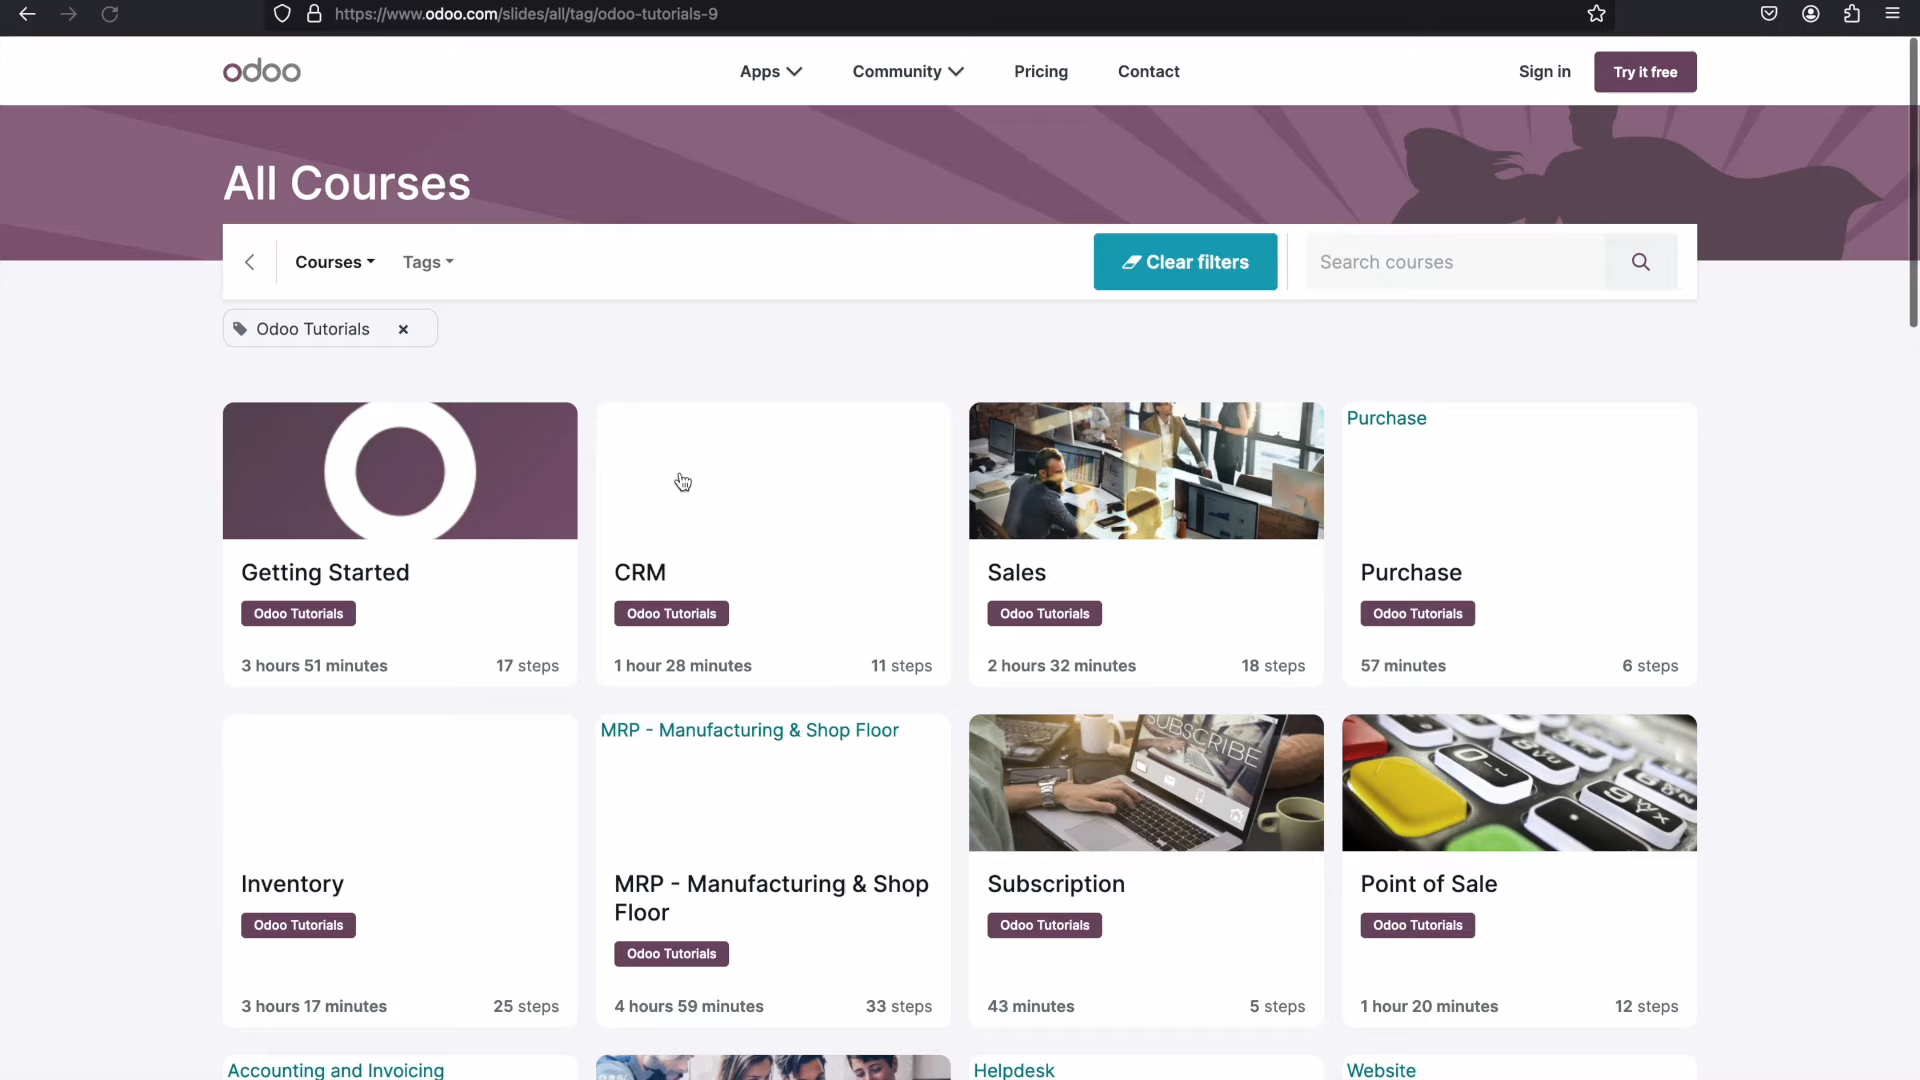 https://www.odoo.com/slides/all/tag/odoo-tutorials-9
odoo
Apps
Community
Pricing
Contact
Sign in
Try it free
All Courses
Courses
Tags
Clear filters
Search courses
Odoo Tutorials
Purchase
Getting Started
Odoo Tutorials
3 hours 51 minutes
17 steps
CRM
Odoo Tutorials
1 hour 28 minutes
11 steps
Sales
Odoo Tutorials
2 hours 32 minutes
18 steps
Purchase
Odoo Tutorials
57 minutes
6 steps
Inventory
Odoo Tutorials
3 hours 17 minutes
25 steps
MRP - Manufacturing & Shop Floor
MRP - Manufacturing & Shop
Floor
Odoo Tutorials
4 hours 59 minutes
33 steps
SUBSCRIBE
Subscription
Odoo Tutorials
43 minutes
5 steps
Point of Sale
Odoo Tutorials
1 hour 20 minutes
12 steps
Accounting and Invoicing
Helpdesk
Website